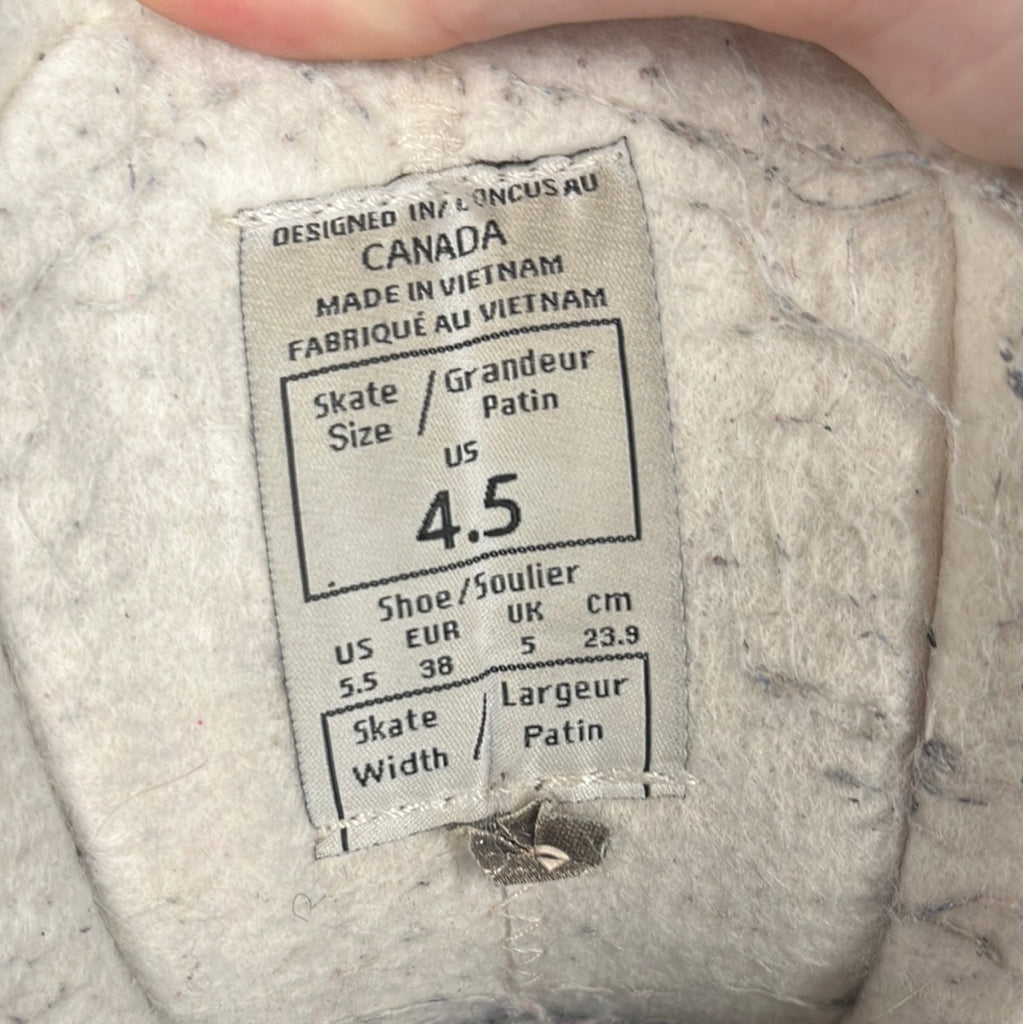 DESIGNED IN/ CONCUS AU
CANADA
MADE IN VIETNAM
FABRIQUÉ AU VIETNAM
Skate Size / Grandeur Patin
US
4.5
Shoe/Soulier
US EUR UK cm
5.5 38 5 23.9
Skate Width / Largeur Patin